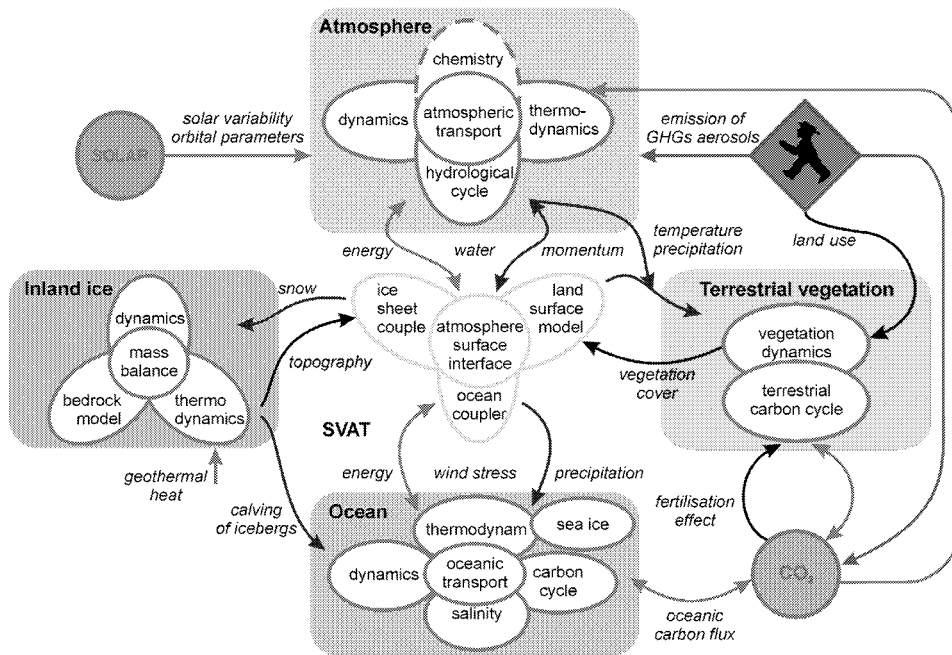 Atmosphere
chemistry
dynamics
atmospheric
transport
thermo-
dynamics
hydrological
cycle
solar variability
orbital parameters
SOLAR
emission of
GHGs aerosols
energy
water
momentum
temperature
precipitation
land use
Inland ice
dynamics
mass
balance
bedrock
model
thermo
dynamics
snow
topography
ice
sheet
couple
atmosphere
surface
interface
land
surface
model
ocean
coupler
SVAT
Terrestrial vegetation
vegetation
dynamics
terrestrial
carbon cycle
vegetation
cover
geothermal
heat
calving
of icebergs
energy
wind stress
precipitation
fertilisation
effect
Ocean
thermodynam
sea ice
dynamics
oceanic
transport
carbon
cycle
salinity
CO₂
oceanic
carbon flux